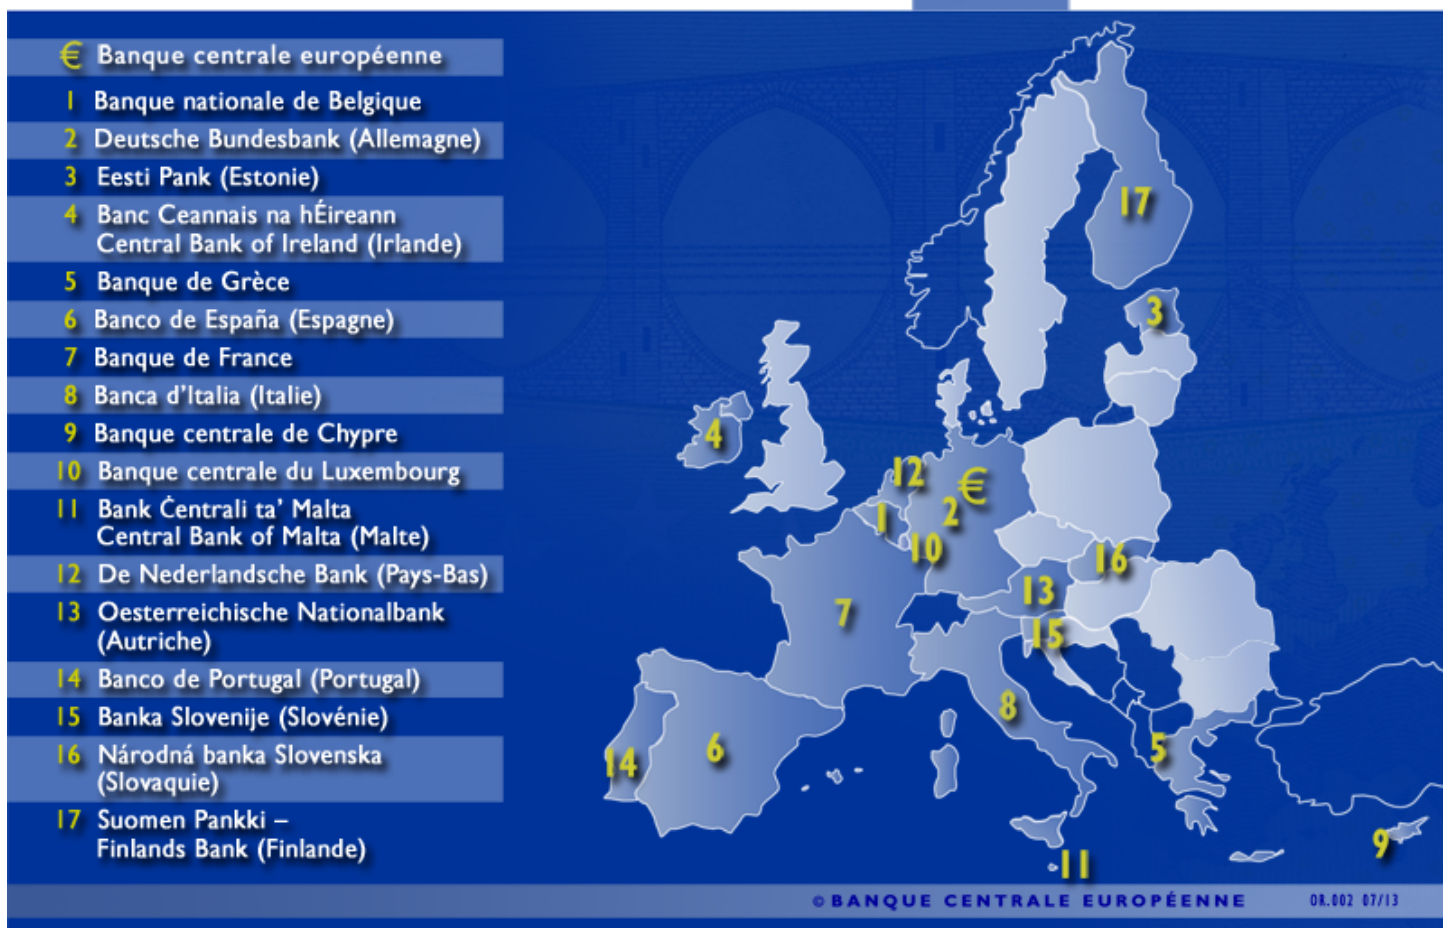 € Banque centrale européenne
1 Banque nationale de Belgique
2 Deutsche Bundesbank (Allemagne)
3 Eesti Pank (Estonie)
4 Banc Ceannais na hÉireann
Central Bank of Ireland (Irlande)
5 Banque de Grèce
6 Banco de España (Espagne)
7 Banque de France
8 Banca d’Italia (Italie)
9 Banque centrale de Chypre
10 Banque centrale du Luxembourg
11 Bank Ċentrali ta’ Malta
Central Bank of Malta (Malte)
12 De Nederlandsche Bank (Pays-Bas)
13 Oesterreichische Nationalbank
(Autriche)
14 Banco de Portugal (Portugal)
15 Banka Slovenije (Slovénie)
16 Národná banka Slovenska
(Slovaquie)
17 Suomen Pankki –
Finlands Bank (Finlande)
17
3
4
12
€
1
2
10
16
13
7
15
8
14
6
5
9
11
© BANQUE CENTRALE EUROPÉENNE
OR.002 07/13